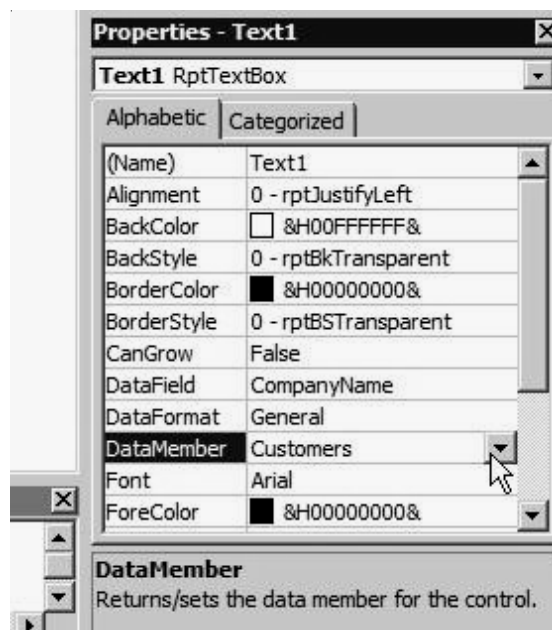 Properties - Text1
Text1 RptTextBox
Alphabetic Categorized
(Name) Text1
Alignment 0 - rptJustifyLeft
BackColor &H00FFFFFF&
BackStyle 0 - rptBkTransparent
BorderColor &H00000000&
BorderStyle 0 - rptBSTransparent
CanGrow False
DataField CompanyName
DataFormat General
DataMember Customers
Font Arial
ForeColor &H00000000&
DataMember
Returns/sets the data member for the control.